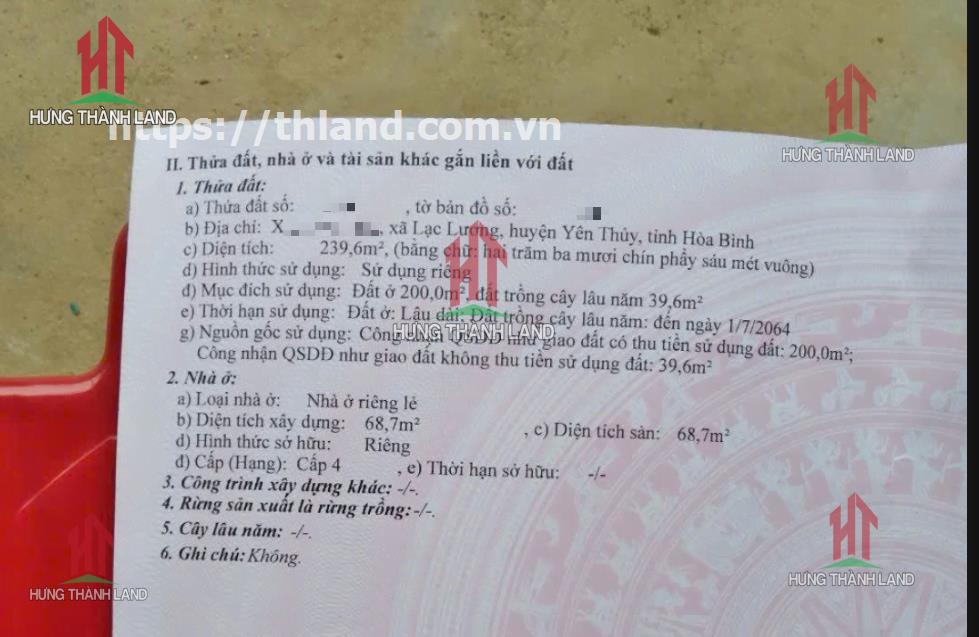 HƯNG THÀNH LAND
https://thland.com.vn
HƯNG THÀNH LAND
II. Thửa đất, nhà ở và tài sản khác gắn liền với đất
1. Thửa đất:
a) Thửa đất số: , tờ bản đồ số:
b) Địa chỉ: X , xã Lạc Lương, huyện Yên Thủy, tỉnh Hòa Bình
c) Diện tích: 239,6m², (bằng chữ: hai trăm ba mươi chín phẩy sáu mét vuông)
d) Hình thức sử dụng: Sử dụng riêng
đ) Mục đích sử dụng: Đất ở 200,0m², đất trồng cây lâu năm 39,6m²
e) Thời hạn sử dụng: Đất ở: Lâu dài; Đất trồng cây lâu năm: đến ngày 1/7/2064
HƯNG THÀNH LAND
g) Nguồn gốc sử dụng: Công nhận QSDĐ như giao đất có thu tiền sử dụng đất: 200,0m²;
Công nhận QSDĐ như giao đất không thu tiền sử dụng đất: 39,6m²
2. Nhà ở:
a) Loại nhà ở: Nhà ở riêng lẻ
b) Diện tích xây dựng: 68,7m² , c) Diện tích sàn: 68,7m²
d) Hình thức sở hữu: Riêng
đ) Cấp (Hạng): Cấp 4 , e) Thời hạn sở hữu: -/-
3. Công trình xây dựng khác: -/-.
4. Rừng sản xuất là rừng trồng: -/-.
5. Cây lâu năm: -/-.
6. Ghi chú: Không.
HƯNG THÀNH LAND
HƯNG THÀNH LAND